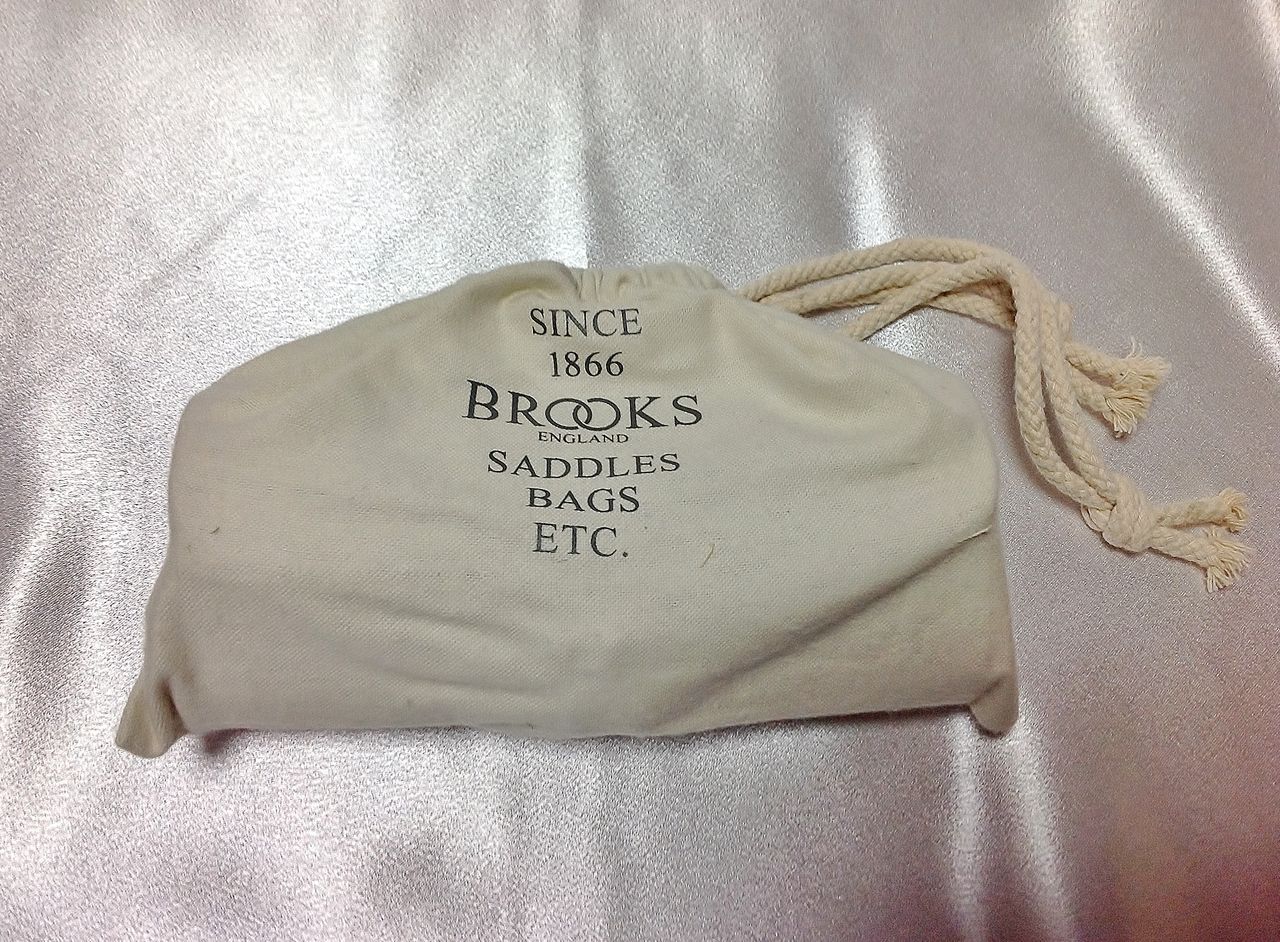 SINCE
1866
BROOKS
ENGLAND
SADDLES
BAGS
ETC.